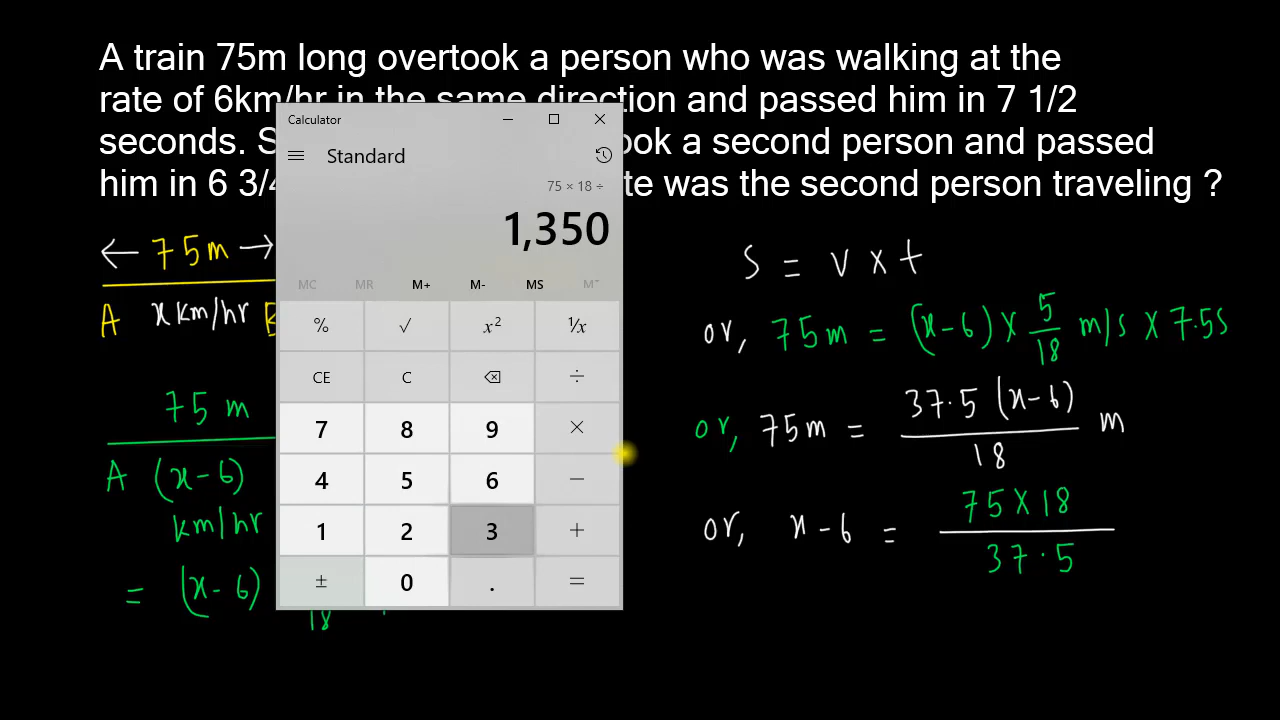 A train 75m long overtook a person who was walking at the
rate of 6km/hr in the same direction and passed him in 7 1/2
seconds. S ook a second person and passed
him in 6 3/4 te was the second person traveling ?
Calculator
Standard
75 × 18 ÷
1,350
MC MR M+ M- MS M˅
% √ x² ¹/x
CE C ÷
7 8 9 ×
4 5 6 −
1 2 3 +
± 0 . =
← 75m →
A x km/hr
75 m
A (x-6)
km/hr
= (x-6)
18
S = v x t
or, 75m = (x-6) x 5/18 m/s x 7.5s
or, 75m = 37.5 (x-6) / 18 m
or, x-6 = 75x18 / 37.5